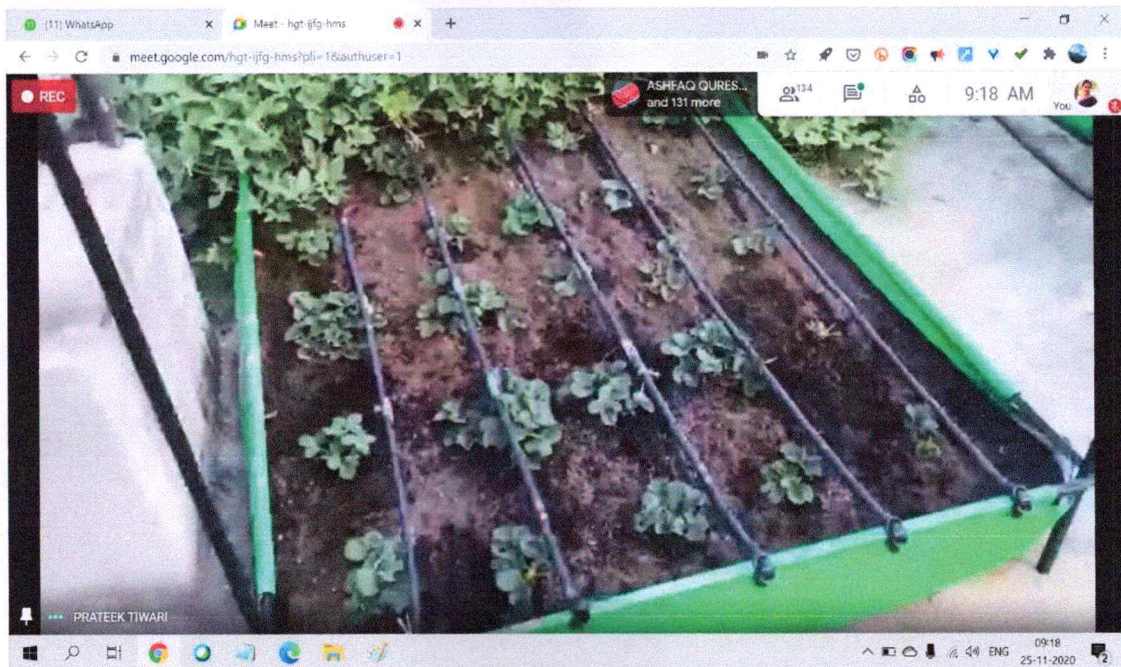 (11) WhatsApp
Meet - hgt-ijfg-hms
meet.google.com/hgt-ijfg-hms?pli=1&authuser=1
REC
ASHFAQ QURES...
and 131 more
134
9:18 AM
You
PRATEEK TIWARI
ENG
09:18
25-11-2020
2